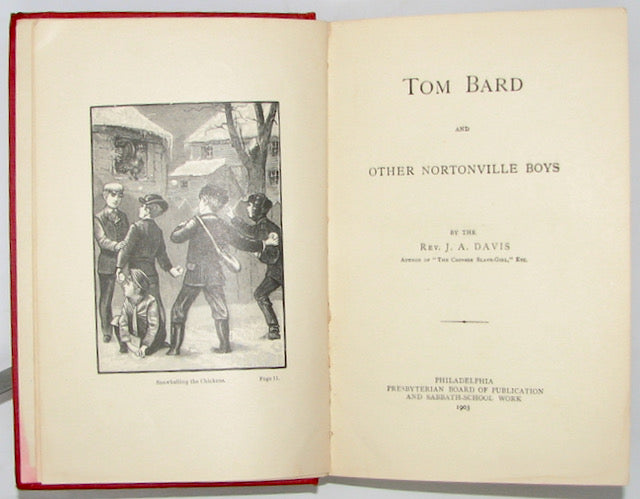 Snowballing the Chickens. Page 11.
TOM BARD
AND
OTHER NORTONVILLE BOYS
BY THE
REV. J. A. DAVIS
AUTHOR OF "THE CHINESE SLAVE-GIRL," ETC.
PHILADELPHIA
PRESBYTERIAN BOARD OF PUBLICATION
AND SABBATH-SCHOOL WORK
1903